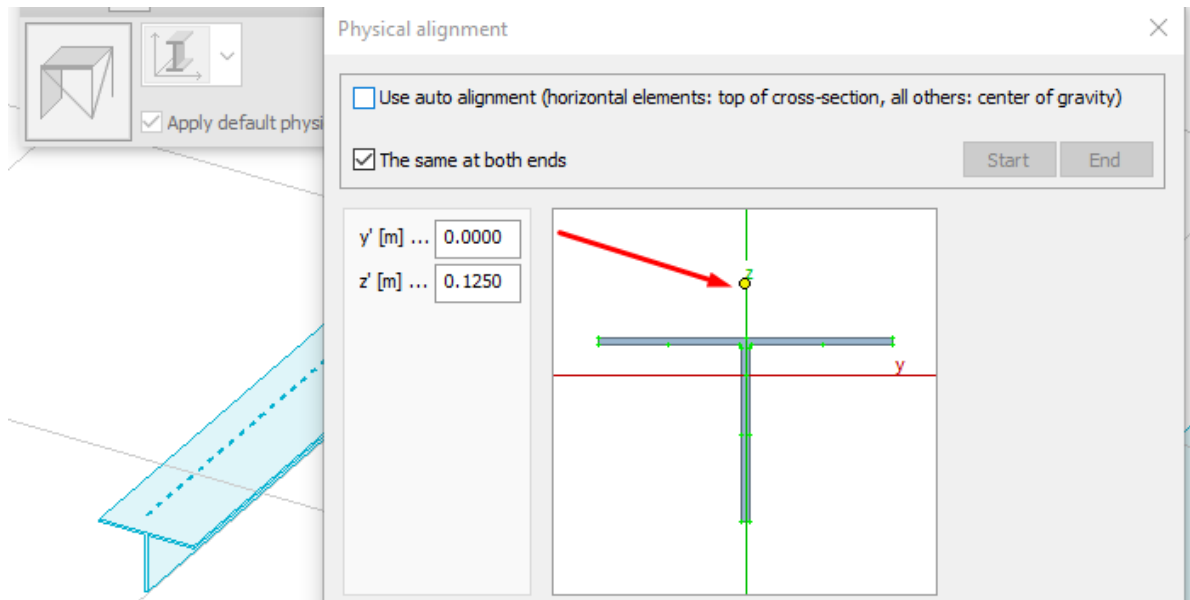 Physical alignment
Use auto alignment (horizontal elements: top of cross-section, all others: center of gravity)
Apply default physi
The same at both ends
Start
End
y' [m] ... 0.0000
z' [m] ... 0.1250
z
y